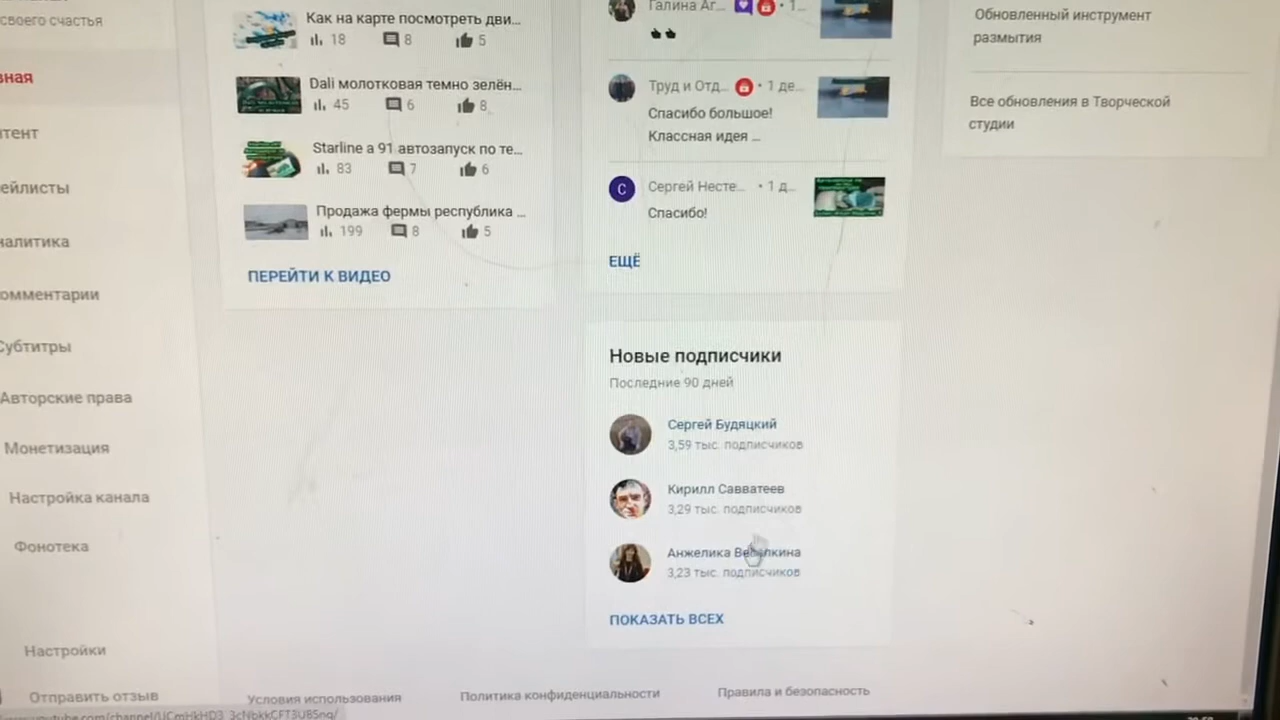 своего счастья
вная
нтент
ейлисты
налитика
омментарии
Субтитры
Авторские права
Монетизация
Настройка канала
Фонотека
Настройки
Отправить отзыв
Как на карте посмотреть дви...
18 8 5
Dali молотковая темно зелён...
45 6 8
Starline a 91 автозапуск по те...
83 7 6
Продажа фермы республика ...
199 8 5
ПЕРЕЙТИ К ВИДЕО
Галина Аг... • 1...
Труд и Отд... • 1 де...
Спасибо большое!
Классная идея ...
С Сергей Несте... • 1 д...
Спасибо!
ЕЩЁ
Новые подписчики
Последние 90 дней
Сергей Будяцкий
3,59 тыс. подписчиков
Кирилл Савватеев
3,29 тыс. подписчиков
Анжелика
3,23 тыс. подписчиков
ПОКАЗАТЬ ВСЕХ
Обновленный инструмент
размытия
Все обновления в Творческой
студии
Условия использования
Политика конфиденциальности
Правила и безопасность